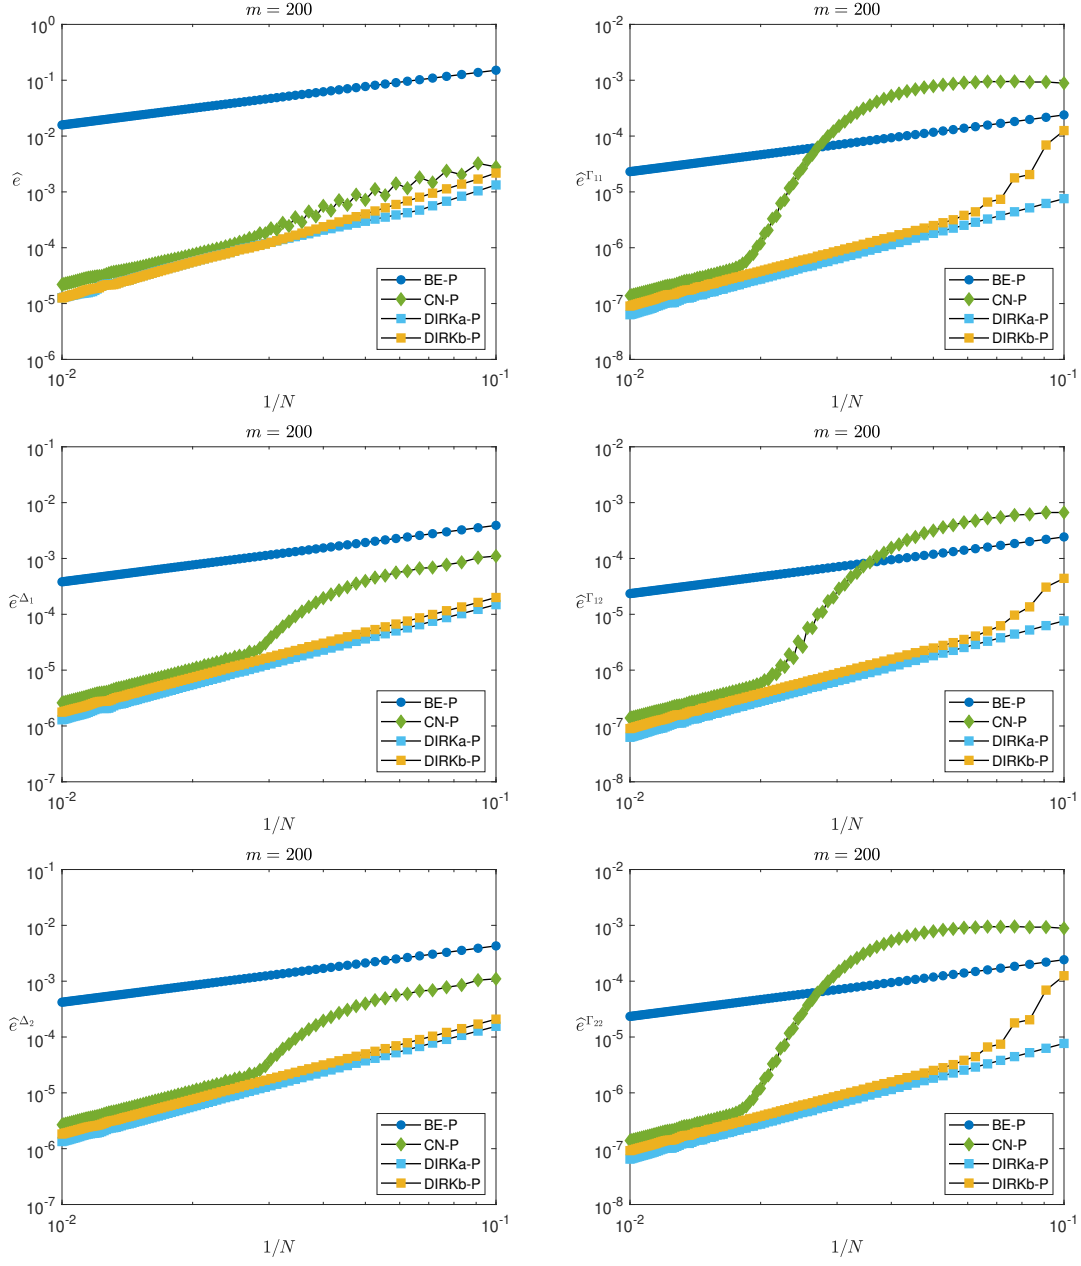 m = 200
10^0
10^-1
10^-2
10^-3
10^-4
10^-5
10^-6
ê
BE-P
CN-P
DIRKa-P
DIRKb-P
10^-2
10^-1
1/N
m = 200
10^-2
10^-3
10^-4
10^-5
10^-6
10^-7
10^-8
ê^Γ₁₁
BE-P
CN-P
DIRKa-P
DIRKb-P
10^-2
10^-1
1/N
m = 200
10^-1
10^-2
10^-3
10^-4
10^-5
10^-6
10^-7
ê^Δ₁
BE-P
CN-P
DIRKa-P
DIRKb-P
10^-2
10^-1
1/N
m = 200
10^-2
10^-3
10^-4
10^-5
10^-6
10^-7
10^-8
ê^Γ₁₂
BE-P
CN-P
DIRKa-P
DIRKb-P
10^-2
10^-1
1/N
m = 200
10^-1
10^-2
10^-3
10^-4
10^-5
10^-6
10^-7
ê^Δ₂
BE-P
CN-P
DIRKa-P
DIRKb-P
10^-2
10^-1
1/N
m = 200
10^-2
10^-3
10^-4
10^-5
10^-6
10^-7
10^-8
ê^Γ₂₂
BE-P
CN-P
DIRKa-P
DIRKb-P
10^-2
10^-1
1/N